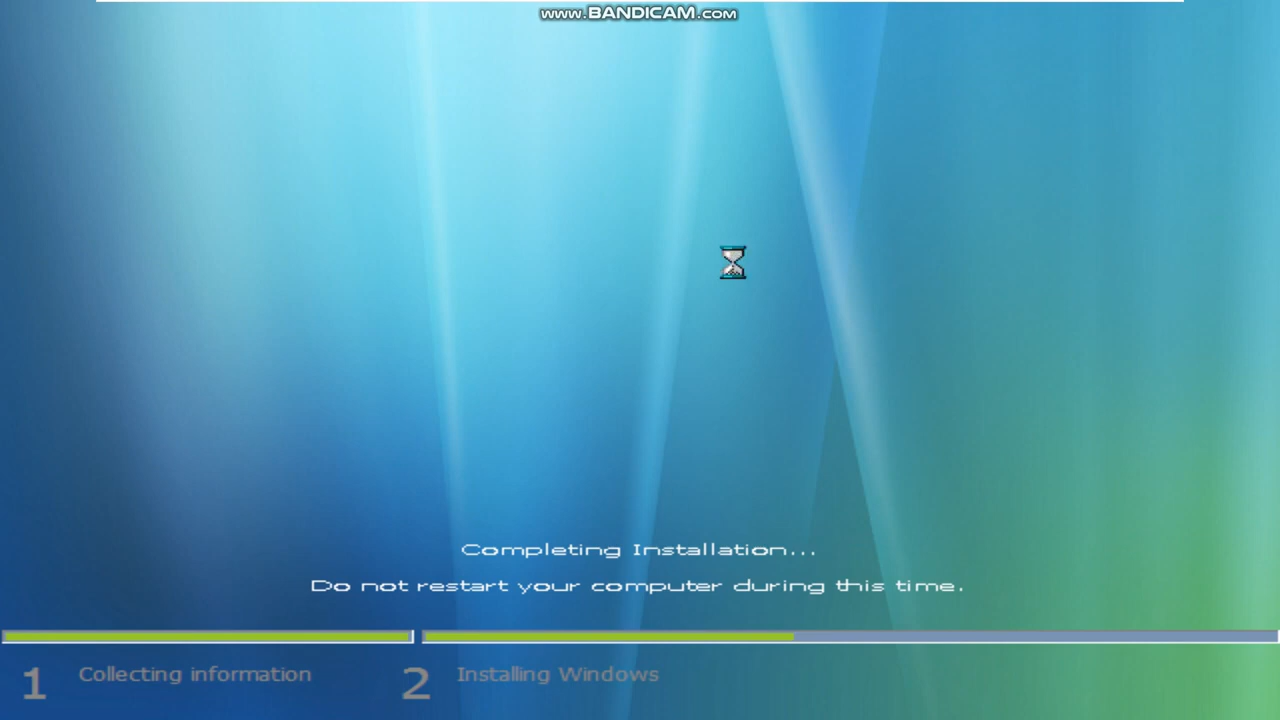 www.BANDICAM.com
Completing Installation...
Do not restart your computer during this time.
1 Collecting information
2 Installing Windows